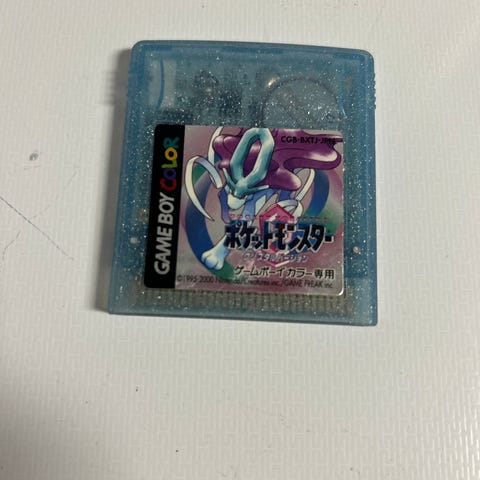 CGB-BXTJ-JPN
GAME BOY COLOR
ポケットモンスター
クリスタルバージョン
ゲームボーイ カラー専用
©1995-2000 Nintendo/Creatures inc./GAME FREAK inc.